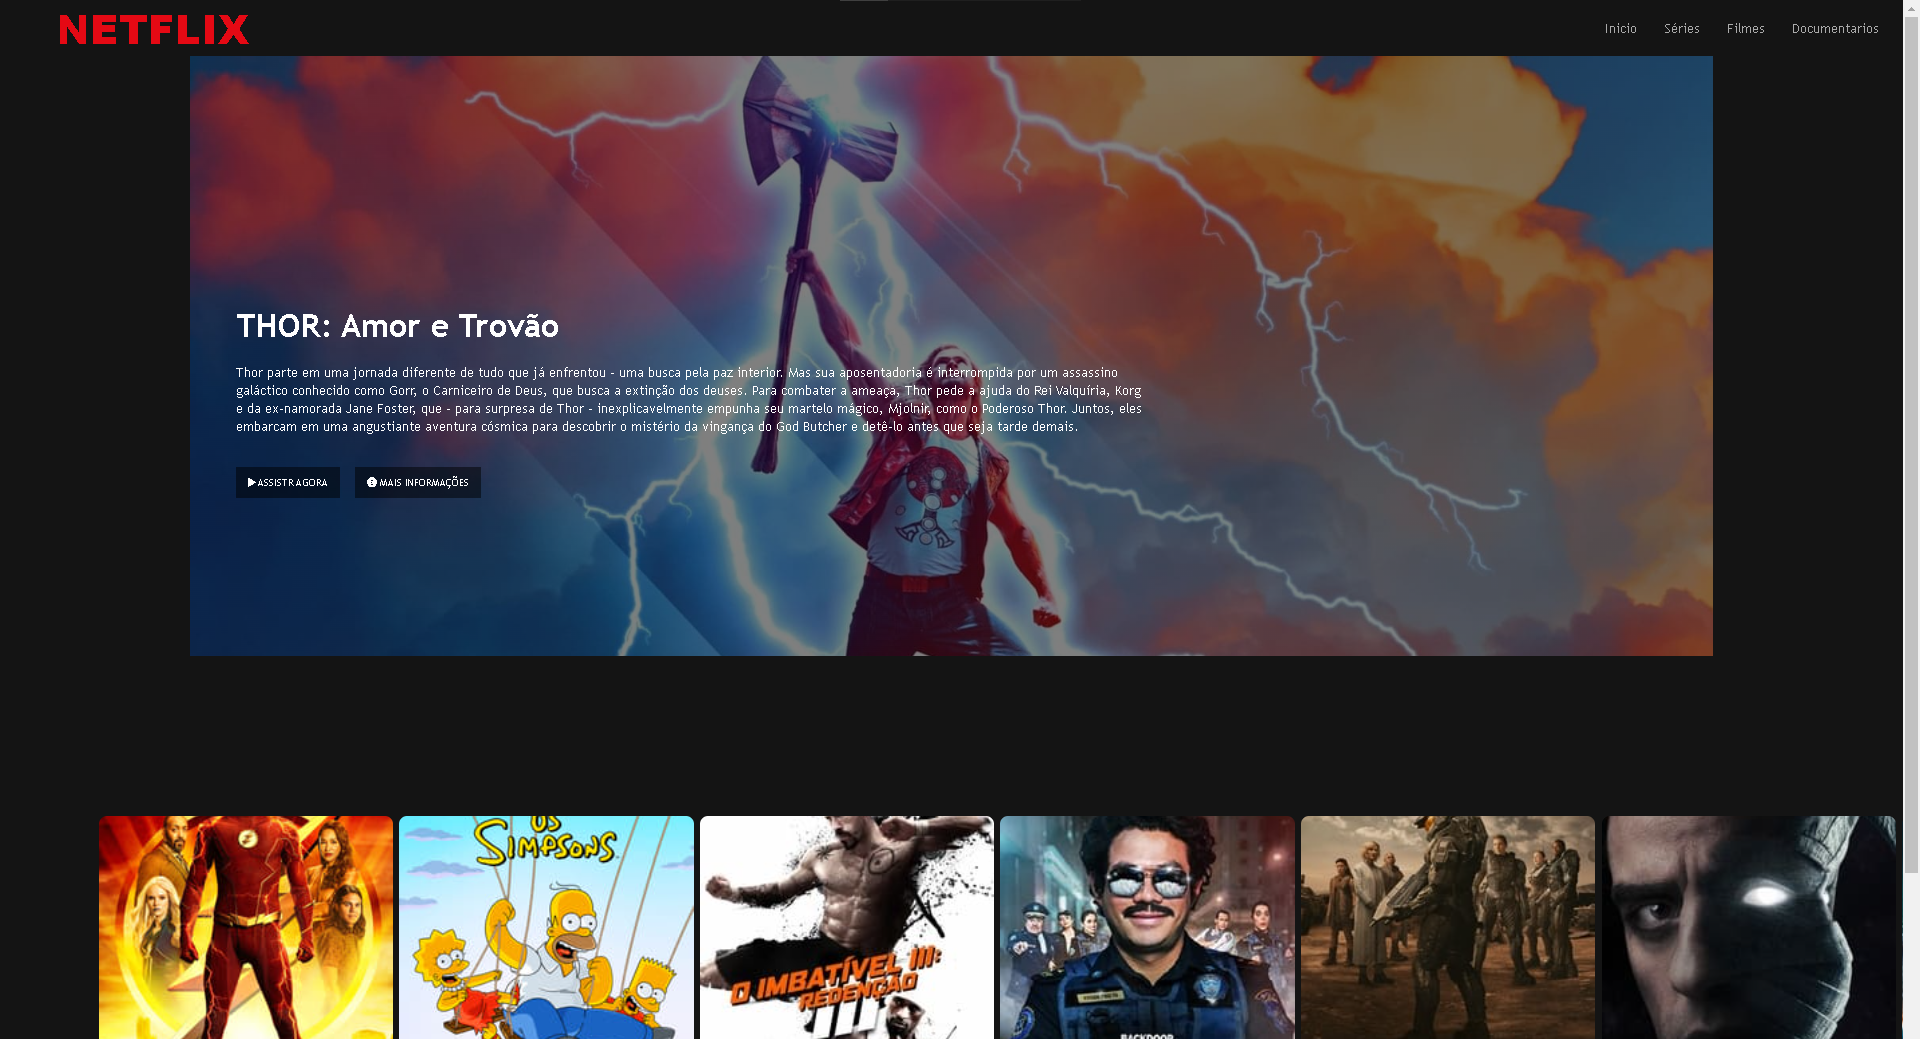 NETFLIX
Inicio Séries Filmes Documentarios
THOR: Amor e Trovão
Thor parte em uma jornada diferente de tudo que já enfrentou - uma busca pela paz interior. Mas sua aposentadoria é interrompida por um assassino
galáctico conhecido como Gorr, o Carniceiro de Deus, que busca a extinção dos deuses. Para combater a ameaça, Thor pede a ajuda do Rei Valquíria, Korg
e da ex-namorada Jane Foster, que - para surpresa de Thor - inexplicavelmente empunha seu martelo mágico, Mjolnir, como o Poderoso Thor. Juntos, eles
embarcam em uma angustiante aventura cósmica para descobrir o mistério da vingança do God Butcher e detê-lo antes que seja tarde demais.
ASSISTR AGORA MAIS INFORMAÇÕES
OS
SIMPSONS
O IMBATÍVEL III:
REDENÇÃO
III
BACKDOOR